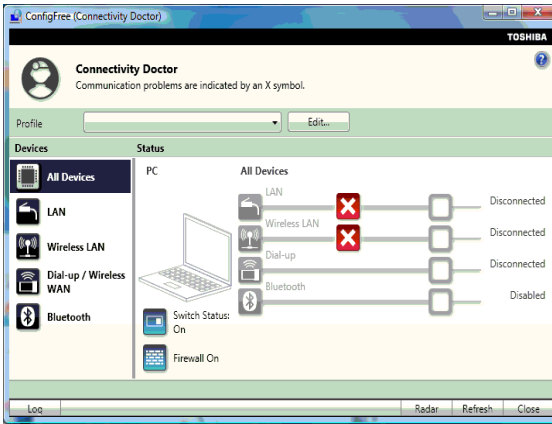 ConfigFree (Connectivity Doctor)
TOSHIBA
Connectivity Doctor
Communication problems are indicated by an X symbol.
Profile
Edit...
Devices
Status
All Devices
LAN
Wireless LAN
Dial-up / Wireless
WAN
Bluetooth
PC
Switch Status:
On
Firewall On
All Devices
LAN
Disconnected
Wireless LAN
Disconnected
Dial-up
Disconnected
Bluetooth
Disabled
Log
Radar
Refresh
Close